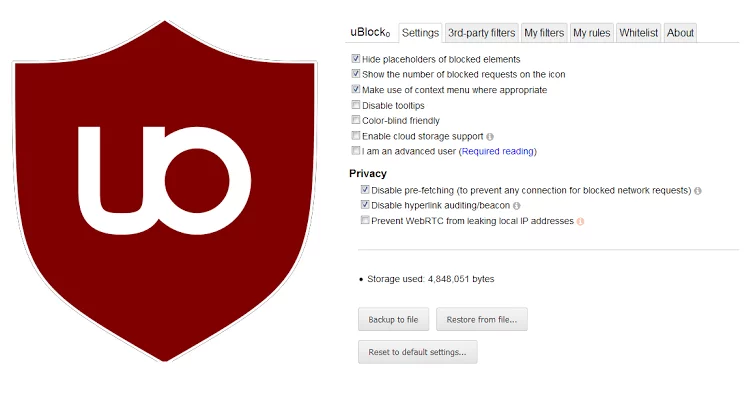 uo
uBlock₀ Settings 3rd-party filters My filters My rules Whitelist About
Hide placeholders of blocked elements
Show the number of blocked requests on the icon
Make use of context menu where appropriate
Disable tooltips
Color-blind friendly
Enable cloud storage support
I am an advanced user (Required reading)
Privacy
Disable pre-fetching (to prevent any connection for blocked network requests)
Disable hyperlink auditing/beacon
Prevent WebRTC from leaking local IP addresses
Storage used: 4,848,051 bytes
Backup to file Restore from file...
Reset to default settings...